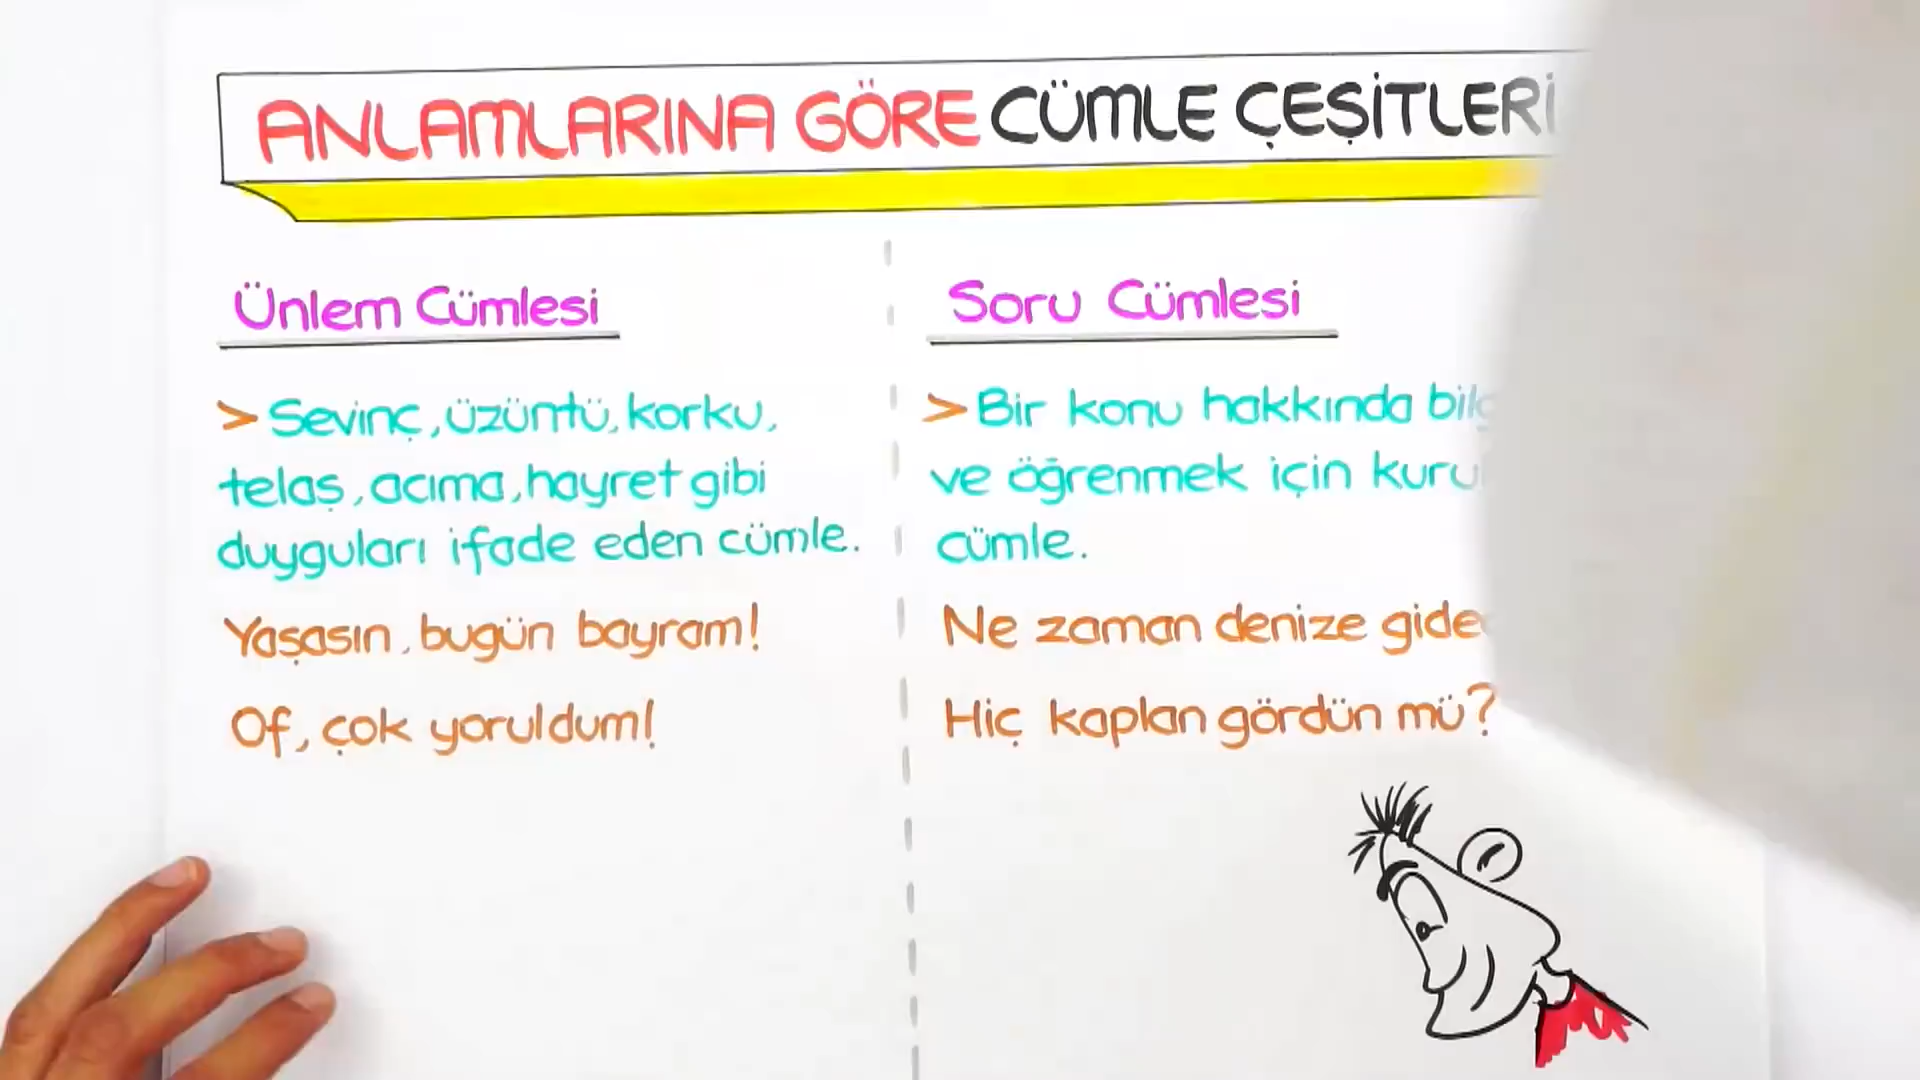 ANLAMLARINA GÖRE CÜMLE ÇEŞİTLERİ
Ünlem Cümlesi
> Sevinç, üzüntü, korku,
telaş, acıma, hayret gibi
duyguları ifade eden cümle.
Yaşasın, bugün bayram!
Of, çok yoruldum!
Soru Cümlesi
> Bir konu hakkında
ve öğrenmek için
cümle.
Ne zaman denize
Hiç kaplan gördün mü?